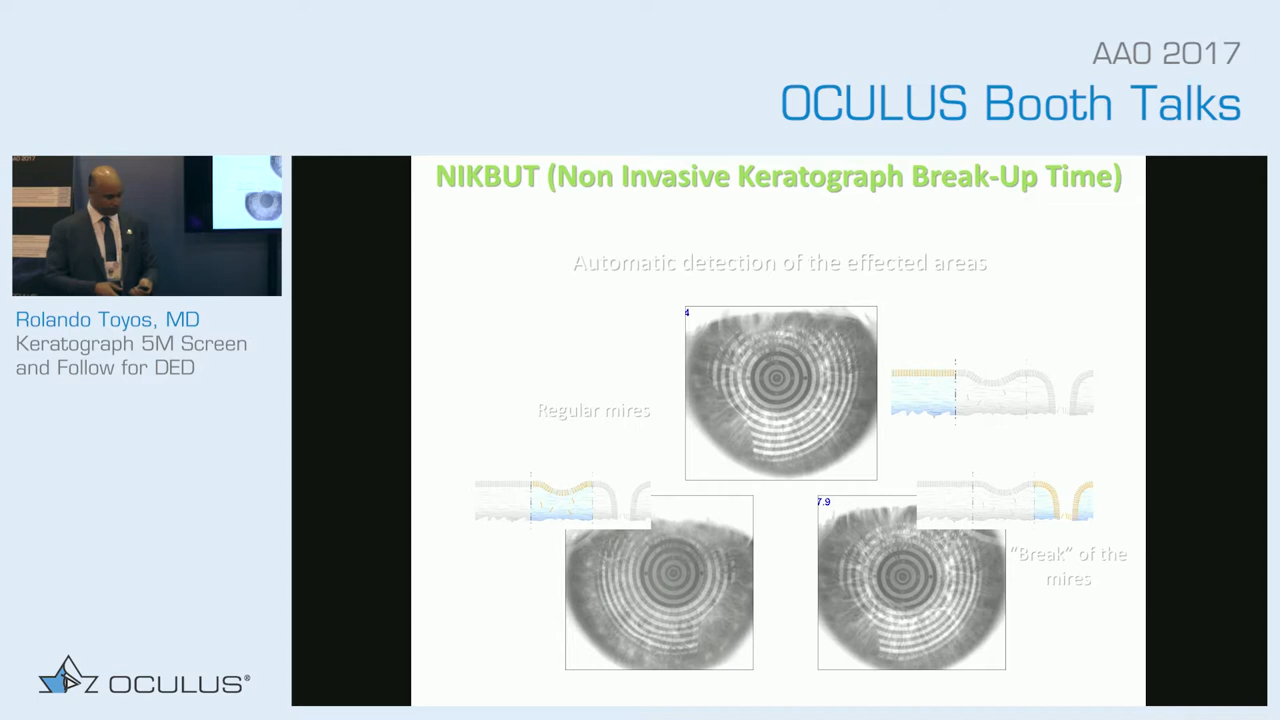 AAO 2017
OCULUS Booth Talks
NIKBUT (Non Invasive Keratograph Break-Up Time)
Automatic detection of the effected areas
4
Regular mires
7.9
"Break" of the
mires
Rolando Toyos, MD
Keratograph 5M Screen
and Follow for DED
OCULUS®